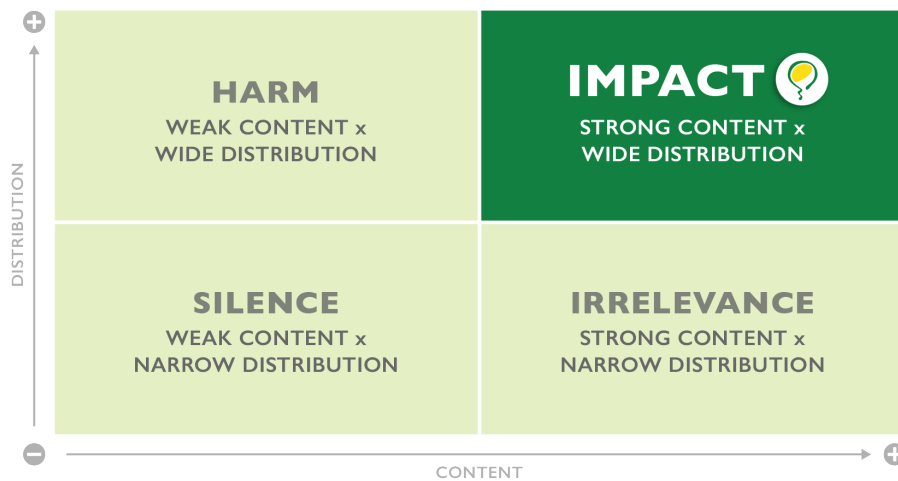 HARM
WEAK CONTENT x
WIDE DISTRIBUTION
IMPACT
STRONG CONTENT x
WIDE DISTRIBUTION
DISTRIBUTION
SILENCE
WEAK CONTENT x
NARROW DISTRIBUTION
IRRELEVANCE
STRONG CONTENT x
NARROW DISTRIBUTION
CONTENT